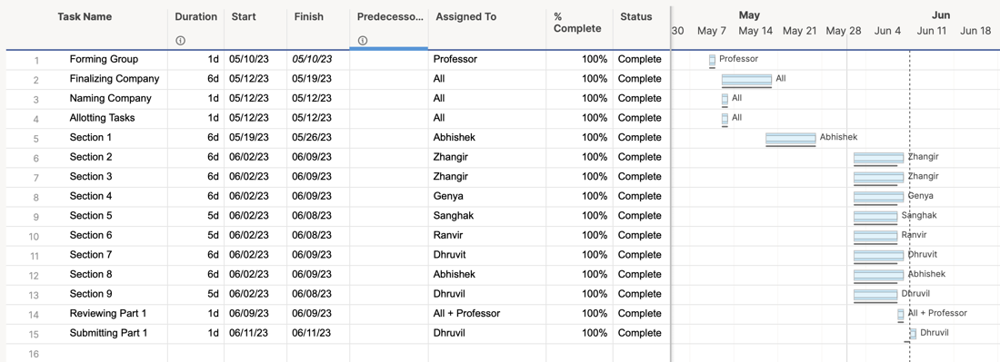 Task Name Duration Start Finish Predecesso... Assigned To % Complete Status May Jun
30 May 7 May 14 May 21 May 28 Jun 4 Jun 11 Jun 18
1 Forming Group 1d 05/10/23 05/10/23 Professor 100% Complete Professor
2 Finalizing Company 6d 05/12/23 05/19/23 All 100% Complete All
3 Naming Company 1d 05/12/23 05/12/23 All 100% Complete All
4 Allotting Tasks 1d 05/12/23 05/12/23 All 100% Complete All
5 Section 1 6d 05/19/23 05/26/23 Abhishek 100% Complete Abhishek
6 Section 2 6d 06/02/23 06/09/23 Zhangir 100% Complete Zhangir
7 Section 3 6d 06/02/23 06/09/23 Zhangir 100% Complete Zhangir
8 Section 4 6d 06/02/23 06/09/23 Genya 100% Complete Genya
9 Section 5 5d 06/02/23 06/08/23 Sanghak 100% Complete Sanghak
10 Section 6 5d 06/02/23 06/08/23 Ranvir 100% Complete Ranvir
11 Section 7 6d 06/02/23 06/09/23 Dhruvit 100% Complete Dhruvit
12 Section 8 6d 06/02/23 06/09/23 Abhishek 100% Complete Abhishek
13 Section 9 5d 06/02/23 06/08/23 Dhruvil 100% Complete Dhruvil
14 Reviewing Part 1 1d 06/09/23 06/09/23 All + Professor 100% Complete All + Professor
15 Submitting Part 1 1d 06/11/23 06/11/23 Dhruvil 100% Complete Dhruvil
16